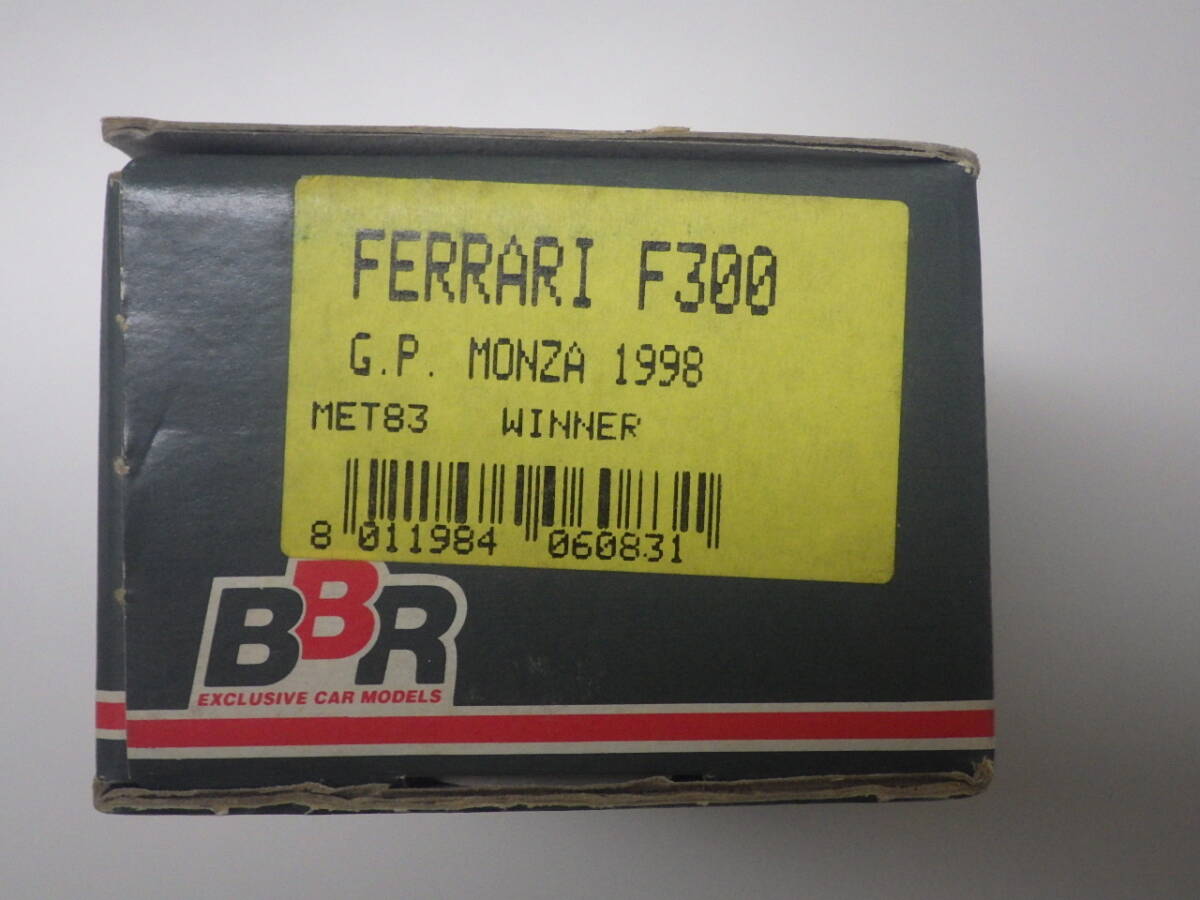 FERRARI F300
G.P. MONZA 1998
MET83 WINNER
8 011984 060831
BBR
EXCLUSIVE CAR MODELS